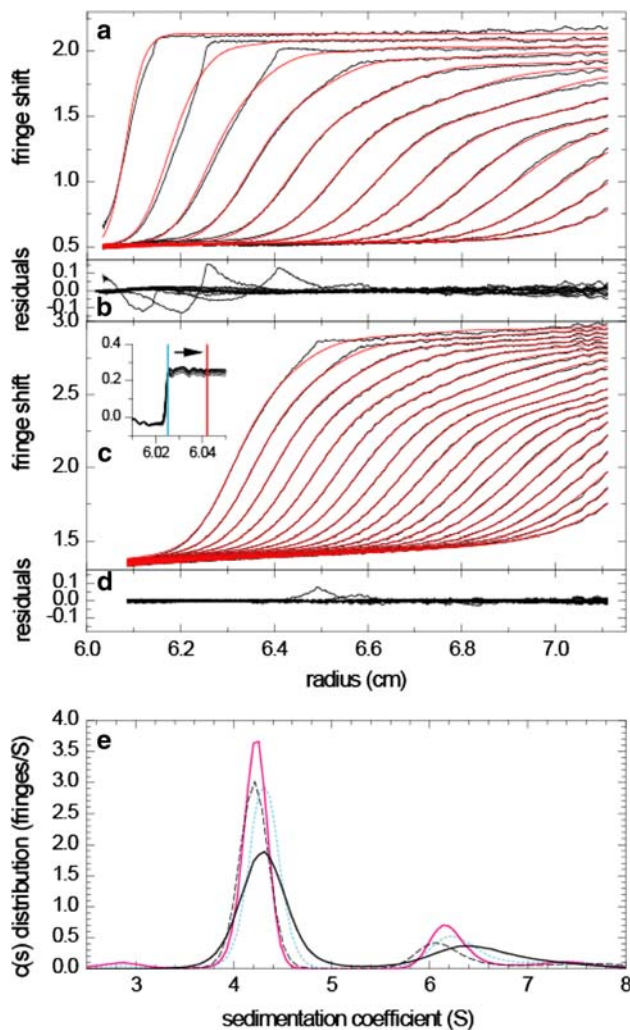 a
fringe shift
2.0
1.5
1.0
0.5
b
residuals
0.1
0.0
-0.1
3.0
c
fringe shift
2.5
2.0
1.5
0.4
0.2
0.0
6.02 6.04
d
residuals
0.1
-0.1
6.0 6.2 6.4 6.6 6.8 7.0
radius (cm)
e
c(s) distribution (fringes/S)
4.0
3.5
3.0
2.5
2.0
1.5
1.0
0.5
0.0
3 4 5 6 7 8
sedimentation coefficient (S)